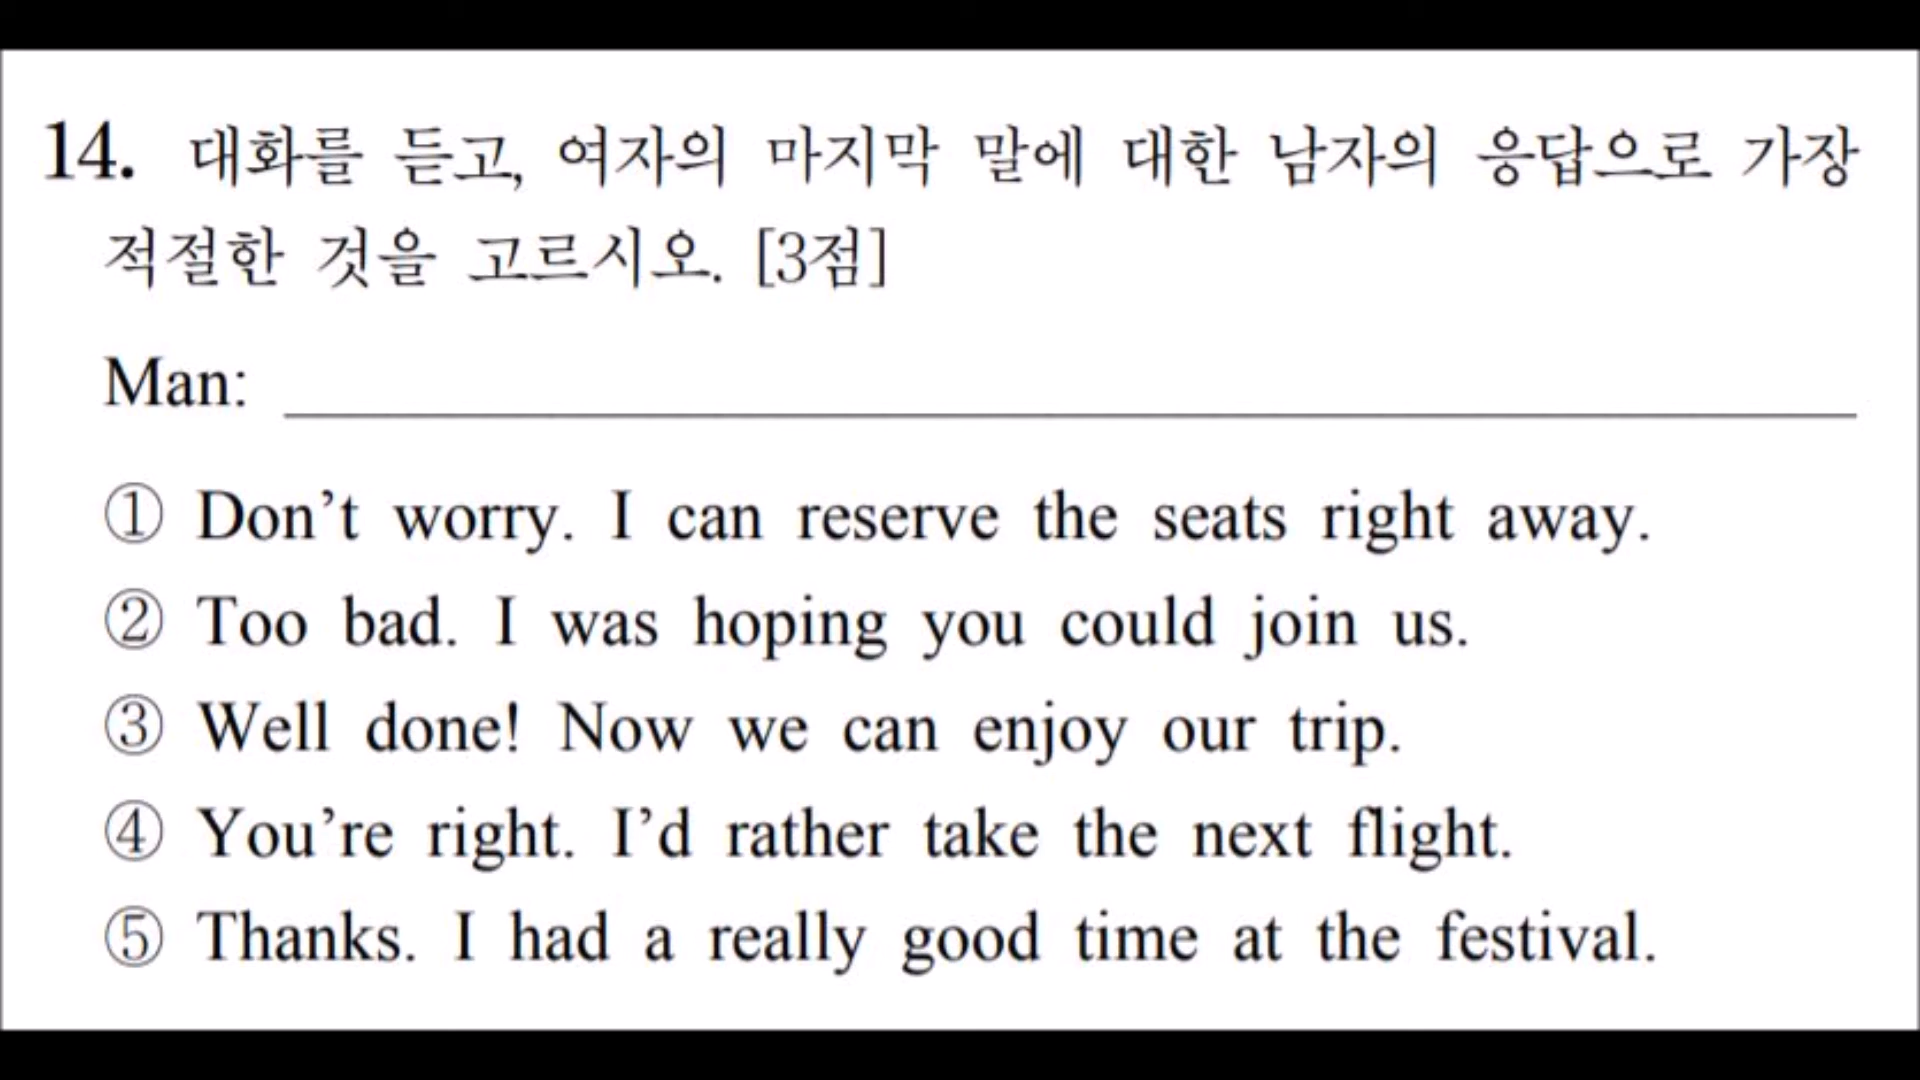 14. 대화를 듣고, 여자의 마지막 말에 대한 남자의 응답으로 가장
적절한 것을 고르시오. [3점]
Man:
① Don't worry. I can reserve the seats right away.
② Too bad. I was hoping you could join us.
③ Well done! Now we can enjoy our trip.
④ You're right. I'd rather take the next flight.
⑤ Thanks. I had a really good time at the festival.